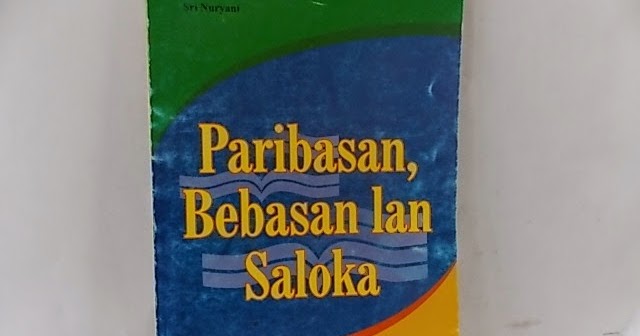 Sri Nuryani
Paribasan,
Bebasan lan
Saloka